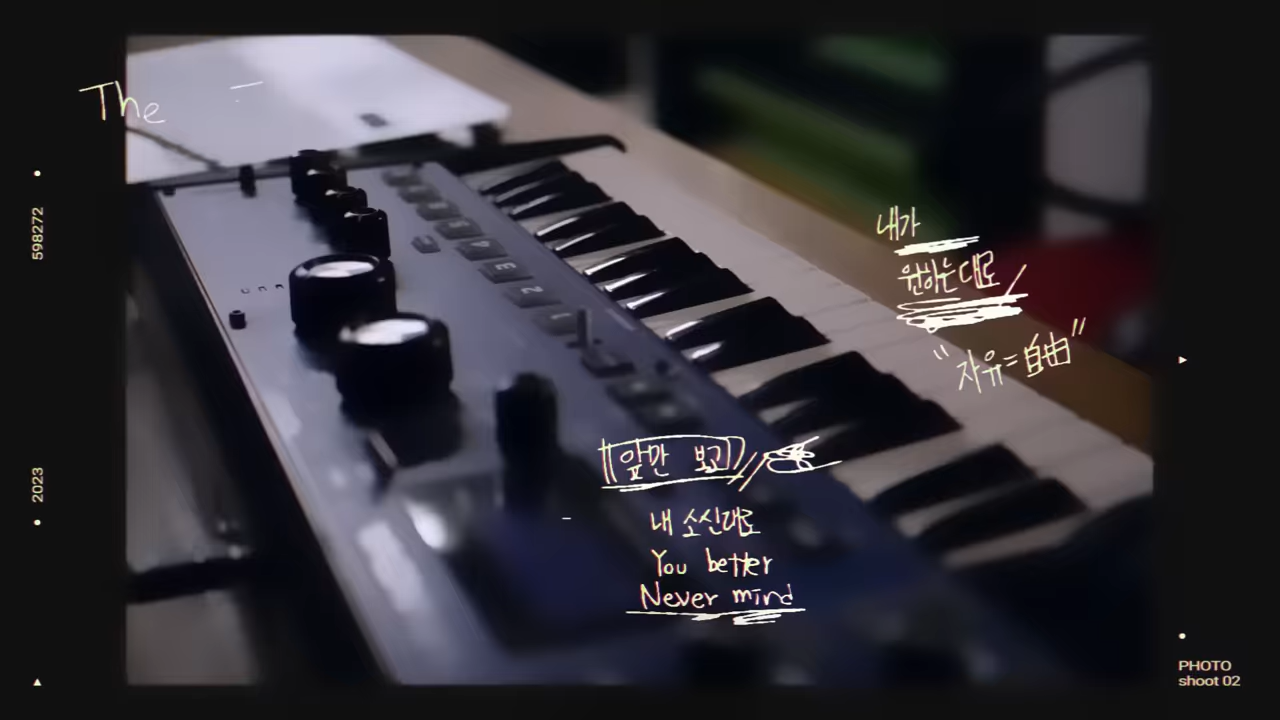 The
598272
2023
내가
원하는대로
"자유=自由"
앞만 보고
내 소신대로
You better
Never mind
PHOTO
shoot 02